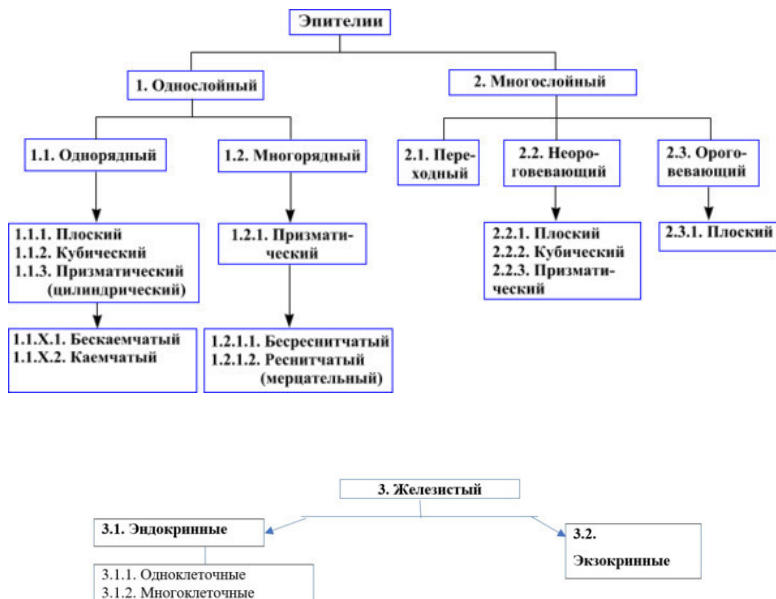 Эпителии
1. Однослойный
2. Многослойный
1.1. Однорядный
1.2. Многорядный
2.1. Пере-
ходный
2.2. Неоро-
говевающий
2.3. Орого-
вевающий
1.1.1. Плоский
1.1.2. Кубический
1.1.3. Призматический
(цилиндрический)
1.2.1. Призмати-
ческий
2.2.1. Плоский
2.2.2. Кубический
2.2.3. Призмати-
ческий
2.3.1. Плоский
1.1.X.1. Бескаемчатый
1.1.X.2. Каемчатый
1.2.1.1. Бесреснитчатый
1.2.1.2. Реснитчатый
(мерцательный)
3. Железистый
3.1. Эндокринные
3.2.
Экзокринные
3.1.1. Одноклеточные
3.1.2. Многоклеточные